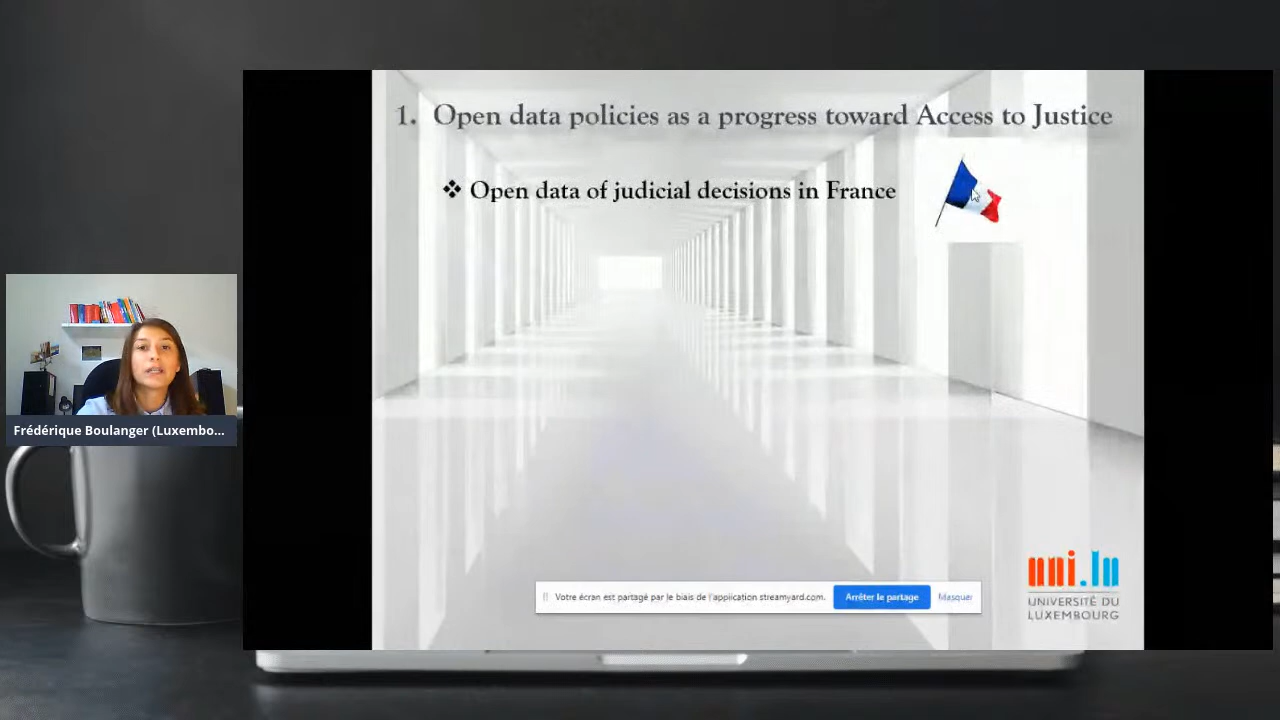 1. Open data policies as a progress toward Access to Justice
❖ Open data of judicial decisions in France
Frédérique Boulanger (Luxembo...
Votre écran est partagé par le biais de l'application streamyard.com.
Arrêter le partage
Masquer
uni.lu
UNIVERSITÉ DU
LUXEMBOURG